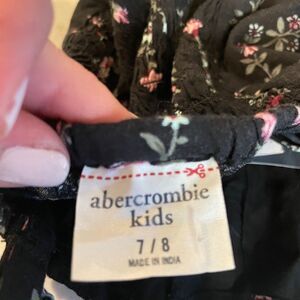 abercrombie
kids
7/8
MADE IN INDIA